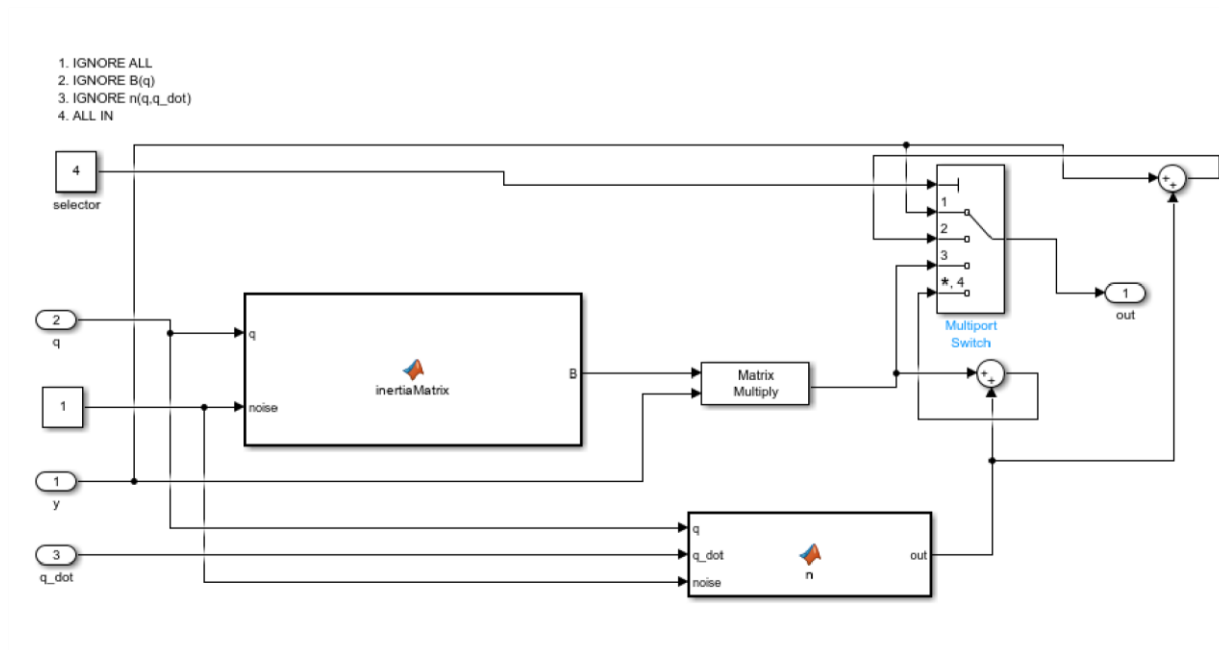 1. IGNORE ALL
2. IGNORE B(q)
3. IGNORE n(q,q_dot)
4. ALL IN
4
selector
1
2
3
*, 4
Multiport
Switch
+
+
1
out
2
q
q
inertiaMatrix
B
noise
1
Matrix
Multiply
+
+
1
y
3
q_dot
q
q_dot
noise
n
out